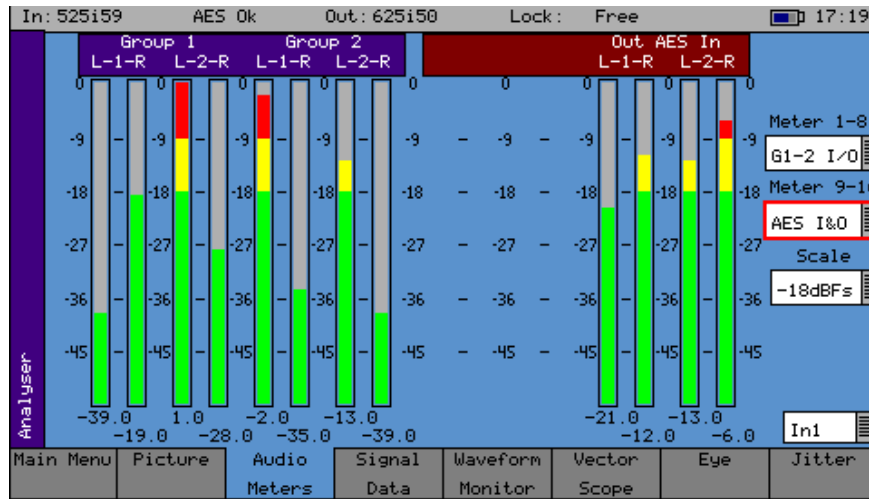 In: 525i59 AES Ok Out: 625i50 Lock: Free 17:19
Group 1 Group 2 Out AES In
L-1-R L-2-R L-1-R L-2-R L-1-R L-2-R
0 0 0 0 0 0 0 0 0
Meter 1-8
-9 - -9 - -9 - -9 - -9 - -9 - -9 - -9 - -9
G1-2 I/O
-18 - -18 - -18 - -18 - -18 - -18 - -18 - -18 - -18
Meter 9-16
AES I&O
-27 - -27 - -27 - -27 - -27 - -27 - -27 - -27 - -27
Scale
-36 - -36 - -36 - -36 - -36 - -36 - -36 - -36 - -36
-18dBFs
-45 - -45 - -45 - -45 - -45 - -45 - -45 - -45 - -45
-39.0 1.0 -2.0 -13.0 -21.0 -13.0
-19.0 -28.0 -35.0 -39.0 -12.0 -6.0
In1
Analyser
Main Menu Picture Audio Meters Signal Data Waveform Monitor Vector Scope Eye Jitter